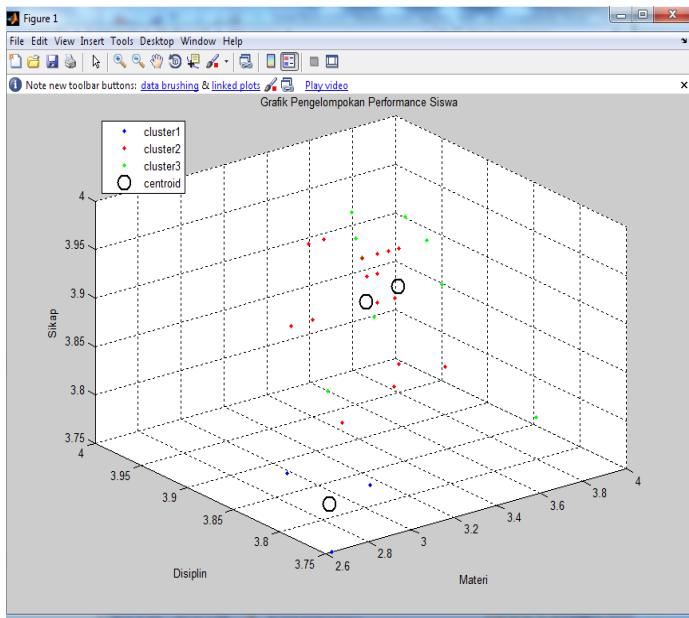 Figure 1
File Edit View Insert Tools Desktop Window Help
Note new toolbar buttons: data brushing & linked plots Play video
Grafik Pengelompokan Performance Siswa
cluster1
cluster2
cluster3
centroid
4
3.95
3.9
3.85
3.8
3.75
Sikap
4
3.95
3.9
3.85
3.8
3.75
Disiplin
2.6
2.8
3
3.2
3.4
3.6
3.8
4
Materi